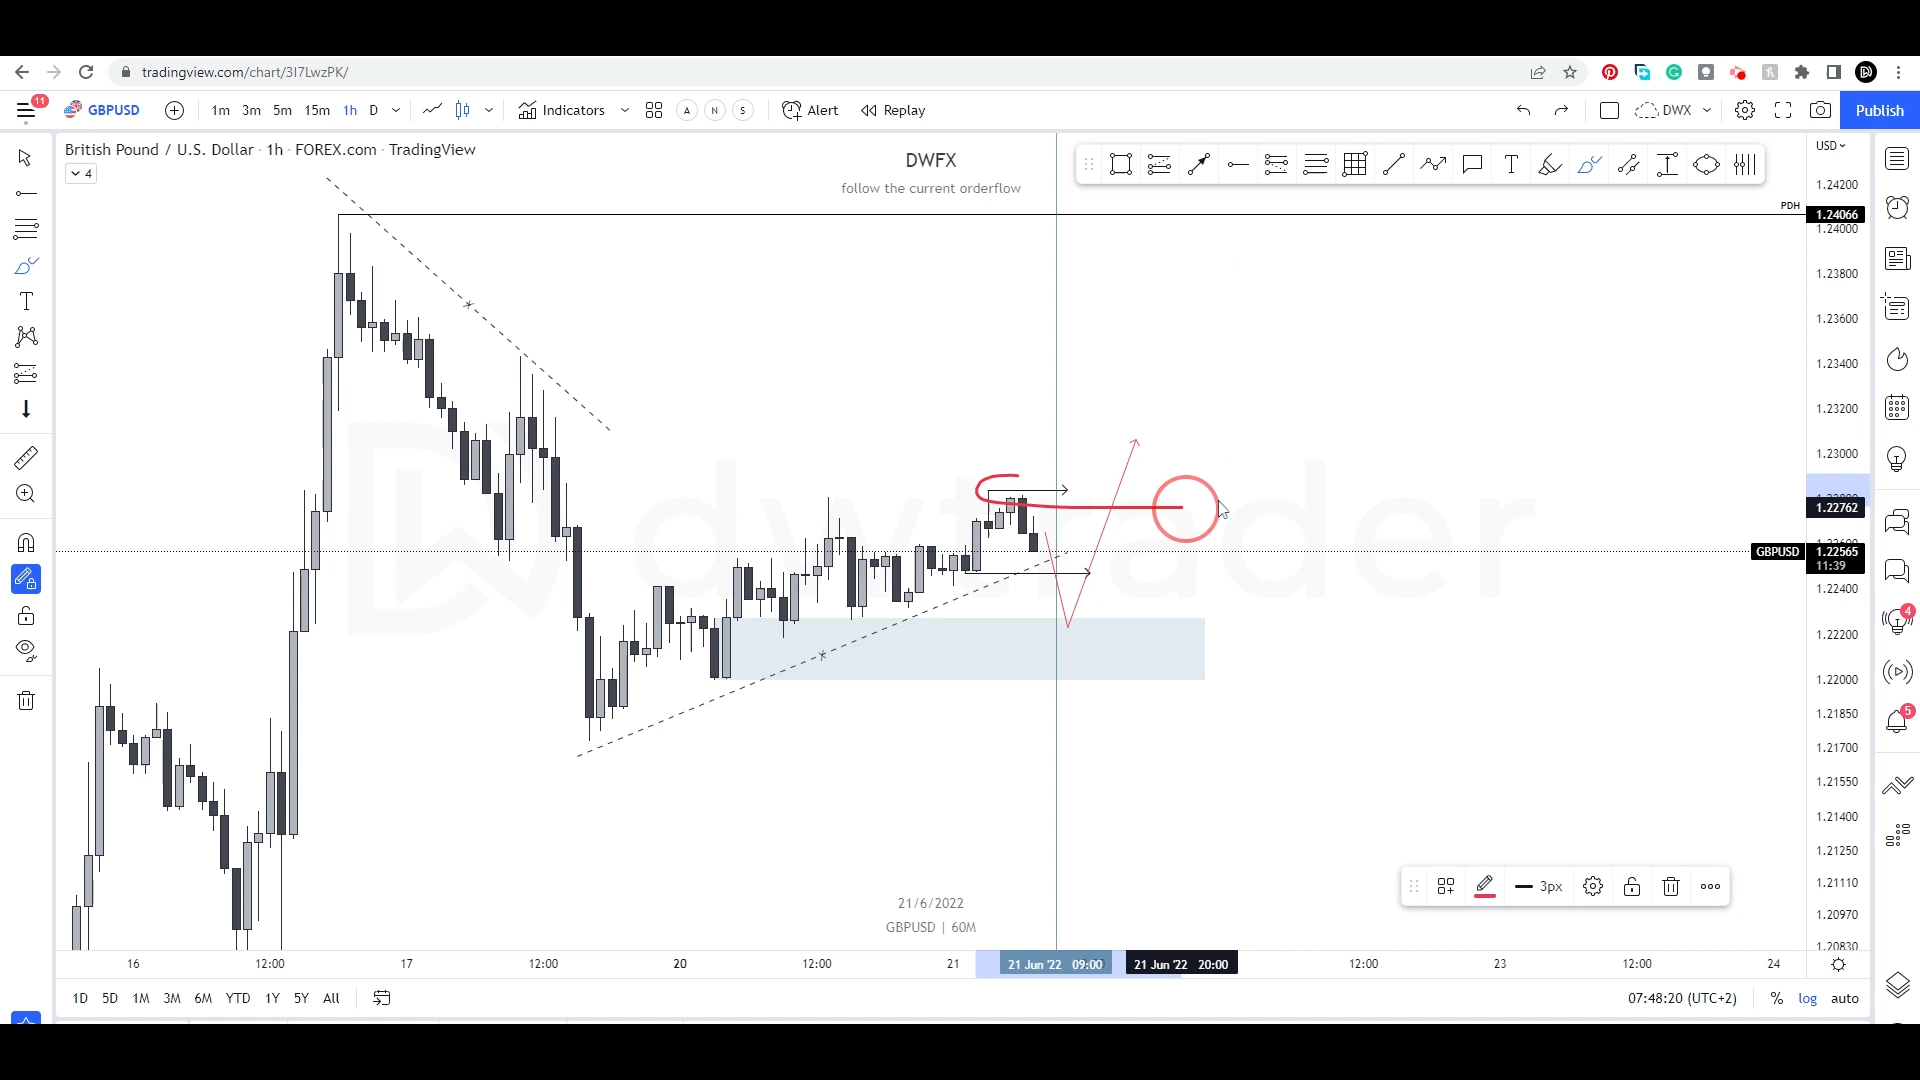 tradingview.com/chart/3I7LwzPK/
11
GBPUSD
1m 3m 5m 15m 1h D
Indicators
A N S
Alert
Replay
DWX
Publish
British Pound / U.S. Dollar · 1h · FOREX.com · TradingView
4
DWFX
follow the current orderflow
USD
1.24200
PDH
1.24066
1.24000
1.23800
1.23600
1.23400
1.23200
1.23000
1.22762
GBPUSD 1.22565
11:39
1.22400
1.22200
1.22000
1.21850
1.21700
1.21550
1.21400
1.21250
1.21110
1.20970
1.20830
dwtrader
4
5
3px
21/6/2022
GBPUSD | 60M
16 12:00 17 12:00 20 12:00 21 21 Jun '22 09:00 21 Jun '22 20:00 12:00 23 12:00 24
1D 5D 1M 3M 6M YTD 1Y 5Y All
07:48:20 (UTC+2) % log auto